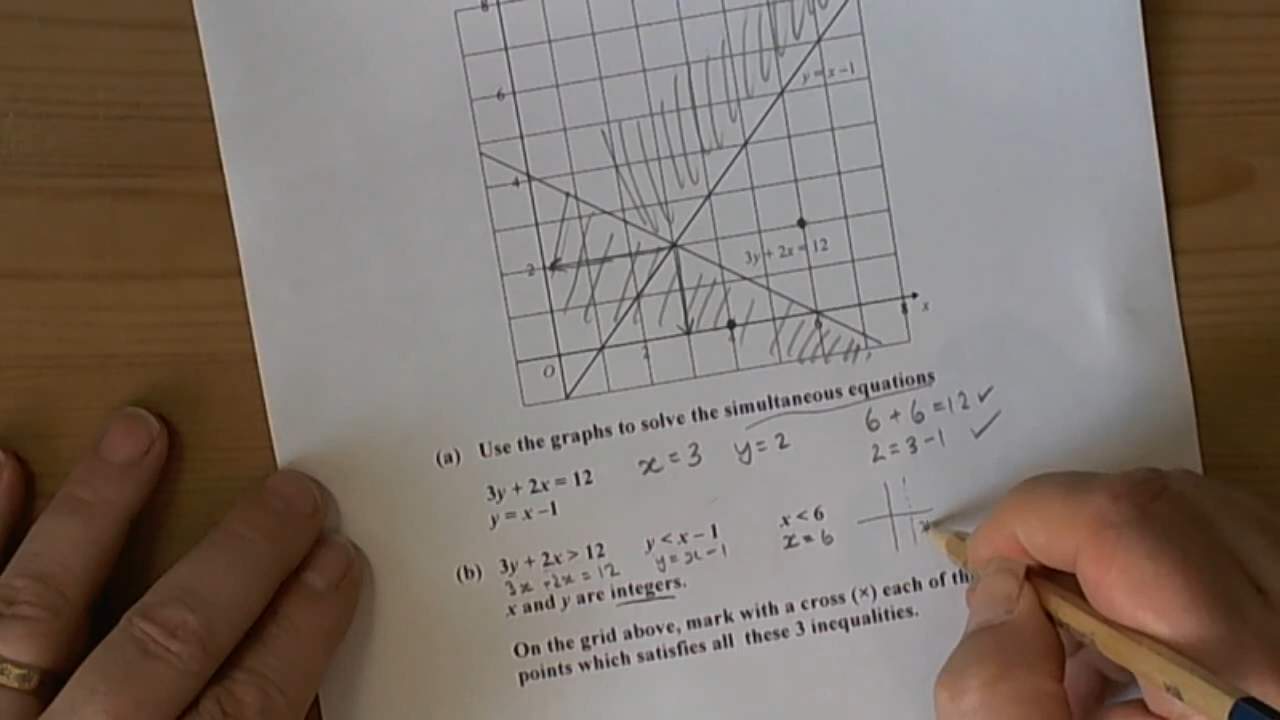 8
6
y = x – 1
4
3y + 2x = 12
2
x
O 2 4 6 8
(a) Use the graphs to solve the simultaneous equations
3y + 2x = 12 x = 3 y = 2 6 + 6 = 12 ✓
y = x – 1 2 = 3 - 1 ✓
(b) 3y + 2x > 12 y < x – 1 x < 6
3x + 2x = 12 y = x - 1 x = 6
x and y are integers.
On the grid above, mark with a cross (×) each of
points which satisfies all these 3 inequalities.